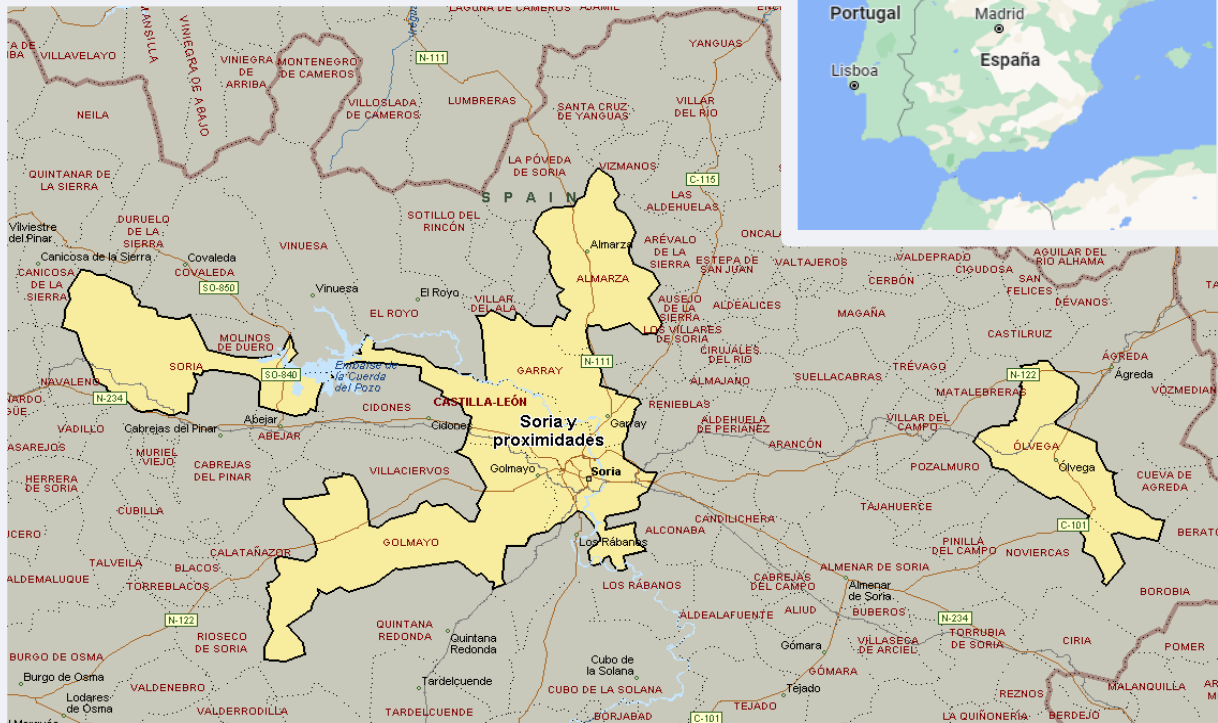 LAGUNA DE CAMEROS
AJAMIL
Portugal
Madrid
España
Lisboa
MANSILLA
VINIEGRA DE ABAJO
VILLAVELAYO
VINIEGRA
DE
ARRIBA
MONTENEGRO
DE CAMEROS
N-111
YANGUAS
NEILA
VILLOSLADA
DE CAMEROS
LUMBRERAS
SANTA CRUZ
DE YANGUAS
VILLAR
DEL RÍO
QUINTANAR DE
LA SIERRA
LA PÓVEDA
DE SORIA
VIZMANOS
C-115
SPAIN
LAS
ALDEHUELAS
DURUELO
DE LA
SIERRA
SOTILLO DEL
RINCÓN
Vilviestre
del Pinar
VINUESA
Almarza
ARÉVALO
DE LA
SIERRA
ONCALA
Canicosa de la Sierra
Covaleda
COVALEDA
CANICOSA
DE LA
SIERRA
ESTEPA DE
SAN JUAN
VALTAJEROS
VALDEPRADO
CIGUDOSA
AGUILAR DEL
RÍO ALHAMA
CERBÓN
SAN
FELICES
DÉVANOS
SO-850
Vinuesa
El Royo
VILLAR
DEL ALA
ALMARZA
AUSEJO
DE LA
SIERRA
ALDEALICES
MAGAÑA
EL ROYO
LOS VILLARES
DE SORIA
CASTILRUIZ
MOLINOS
DE DUERO
CIRUJALES
DEL RÍO
ÁGREDA
SORIA
SO-840
Embalse de
la Cuerda
del Pozo
GARRAY
N-111
TRÉVAGO
N-122
Ágreda
NAVALENO
N-234
ALMAJANO
SUELLACABRAS
MATALEBRERAS
VOZMEDIAN
CIDONES
CASTILLA-LEÓN
RENIEBLAS
VADILLO
Cabrejas del Pinar
Abejar
ABEJAR
Cidones
Soria y
proximidades
Garray
ALDEHUELA
DE PERIÁÑEZ
VILLAR DEL
CAMPO
ARANCÓN
ÓLVEGA
MURIEL
VIEJO
CABREJAS
DEL PINAR
VILLACIERVOS
Golmayo
Soria
POZALMURO
Ólvega
CUEVA DE
ÁGREDA
HERRERA
DE SORIA
CUBILLA
TAJAHUERCE
CANDILICHERA
ALCONABA
C-101
CALATAÑAZOR
GOLMAYO
Los Rábanos
PINILLA
DEL CAMPO
NOVIERCAS
TALVEILA
BLACOS
TORREBLACOS
LOS RÁBANOS
CABREJAS
DEL CAMPO
ALMENAR DE SORIA
Almenar
de Soria
BOROBIA
N-122
RIOSECO
DE SORIA
QUINTANA
REDONDA
Quintana
Redonda
ALDEALAFUENTE
ALIUD
BUBEROS
N-234
VILLASECA
DE ARCIEL
TORRUBIA
DE SORIA
CIRIA
POMER
BURGO DE OSMA
Burgo de Osma
Gómara
GÓMARA
Cubo de
la Solana
CUBO DE LA SOLANA
Lodares
de Osma
VALDENEBRO
Tardelcuende
Tejado
TEJADO
REZNOS
MALANQUILLA
VALDERRODILLA
TARDELCUENDE
BORJABAD
C-101
LA QUIÑONERÍA
BERDEJO